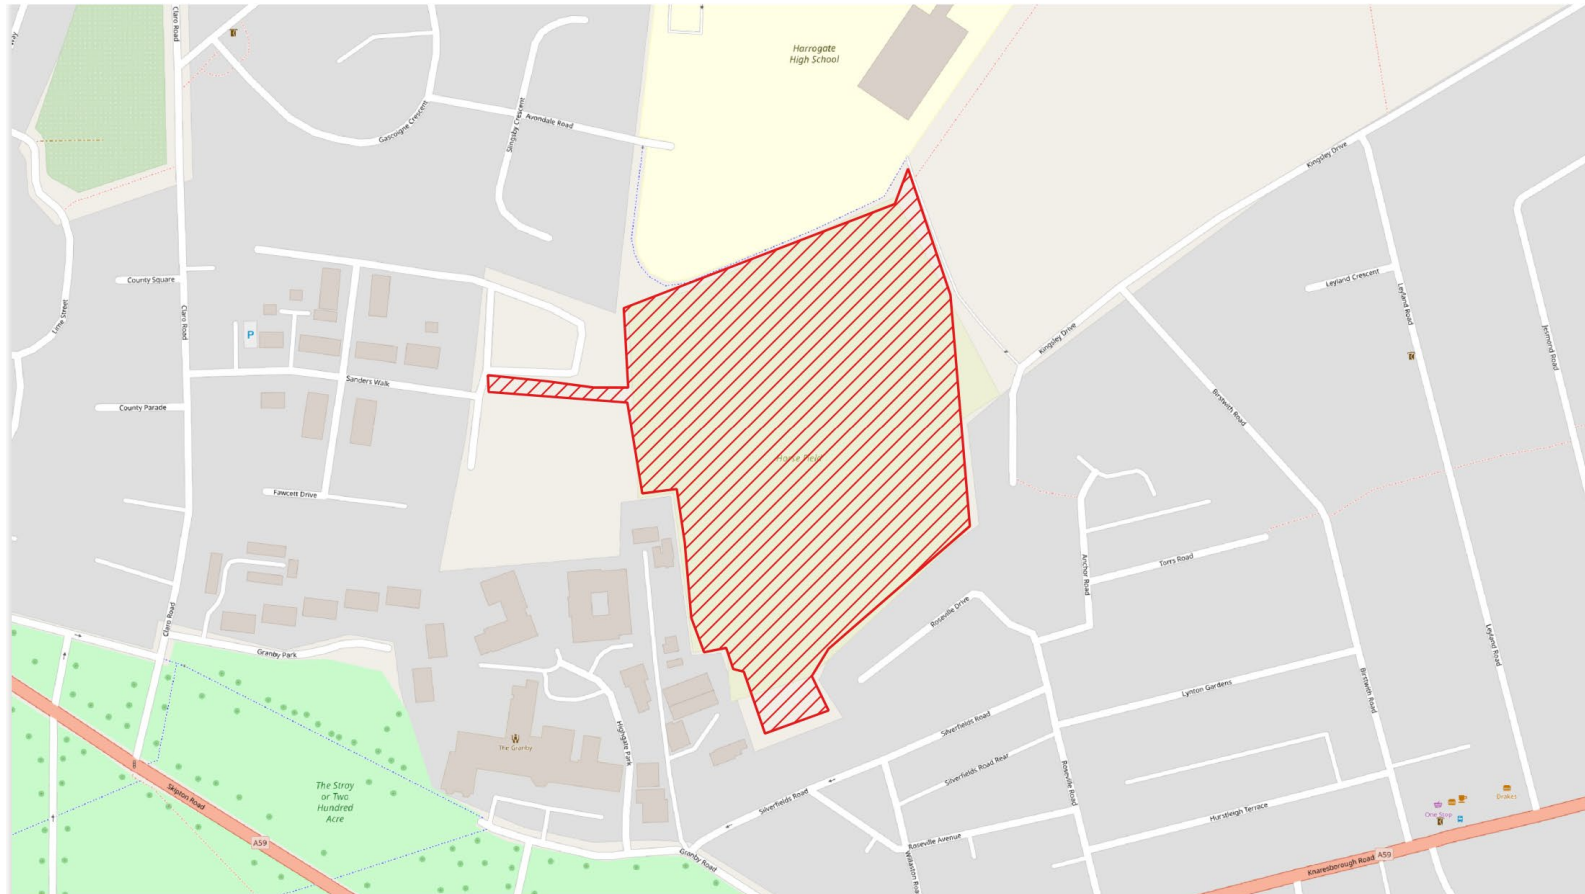 Claro Road
Harrogate
High School
Gascoigne Crescent
Slingsby Crescent
Avondale Road
Kingsley Drive
County Square
Lime Street
Claro Road
P
Leyland Crescent
Leyland Road
Jesmond Road
Kingsley Drive
Sanders Walk
County Parade
Birstwith Road
Horse Field
Fawcett Drive
Anchor Road
Torrs Road
Claro Road
Roseville Drive
Granby Park
Leyland Road
Lynton Gardens
Birstwith Road
Highgate Park
Silverfields Road
The Granby
Silverfields Road Rear
Roseville Road
The Stray
or Two
Hundred
Acre
Skipton Road
Silverfields Road
Drakes
One Stop
Hurstleigh Terrace
A59
Roseville Avenue
Granby Road
Willaston Road
Knaresborough Road
A59